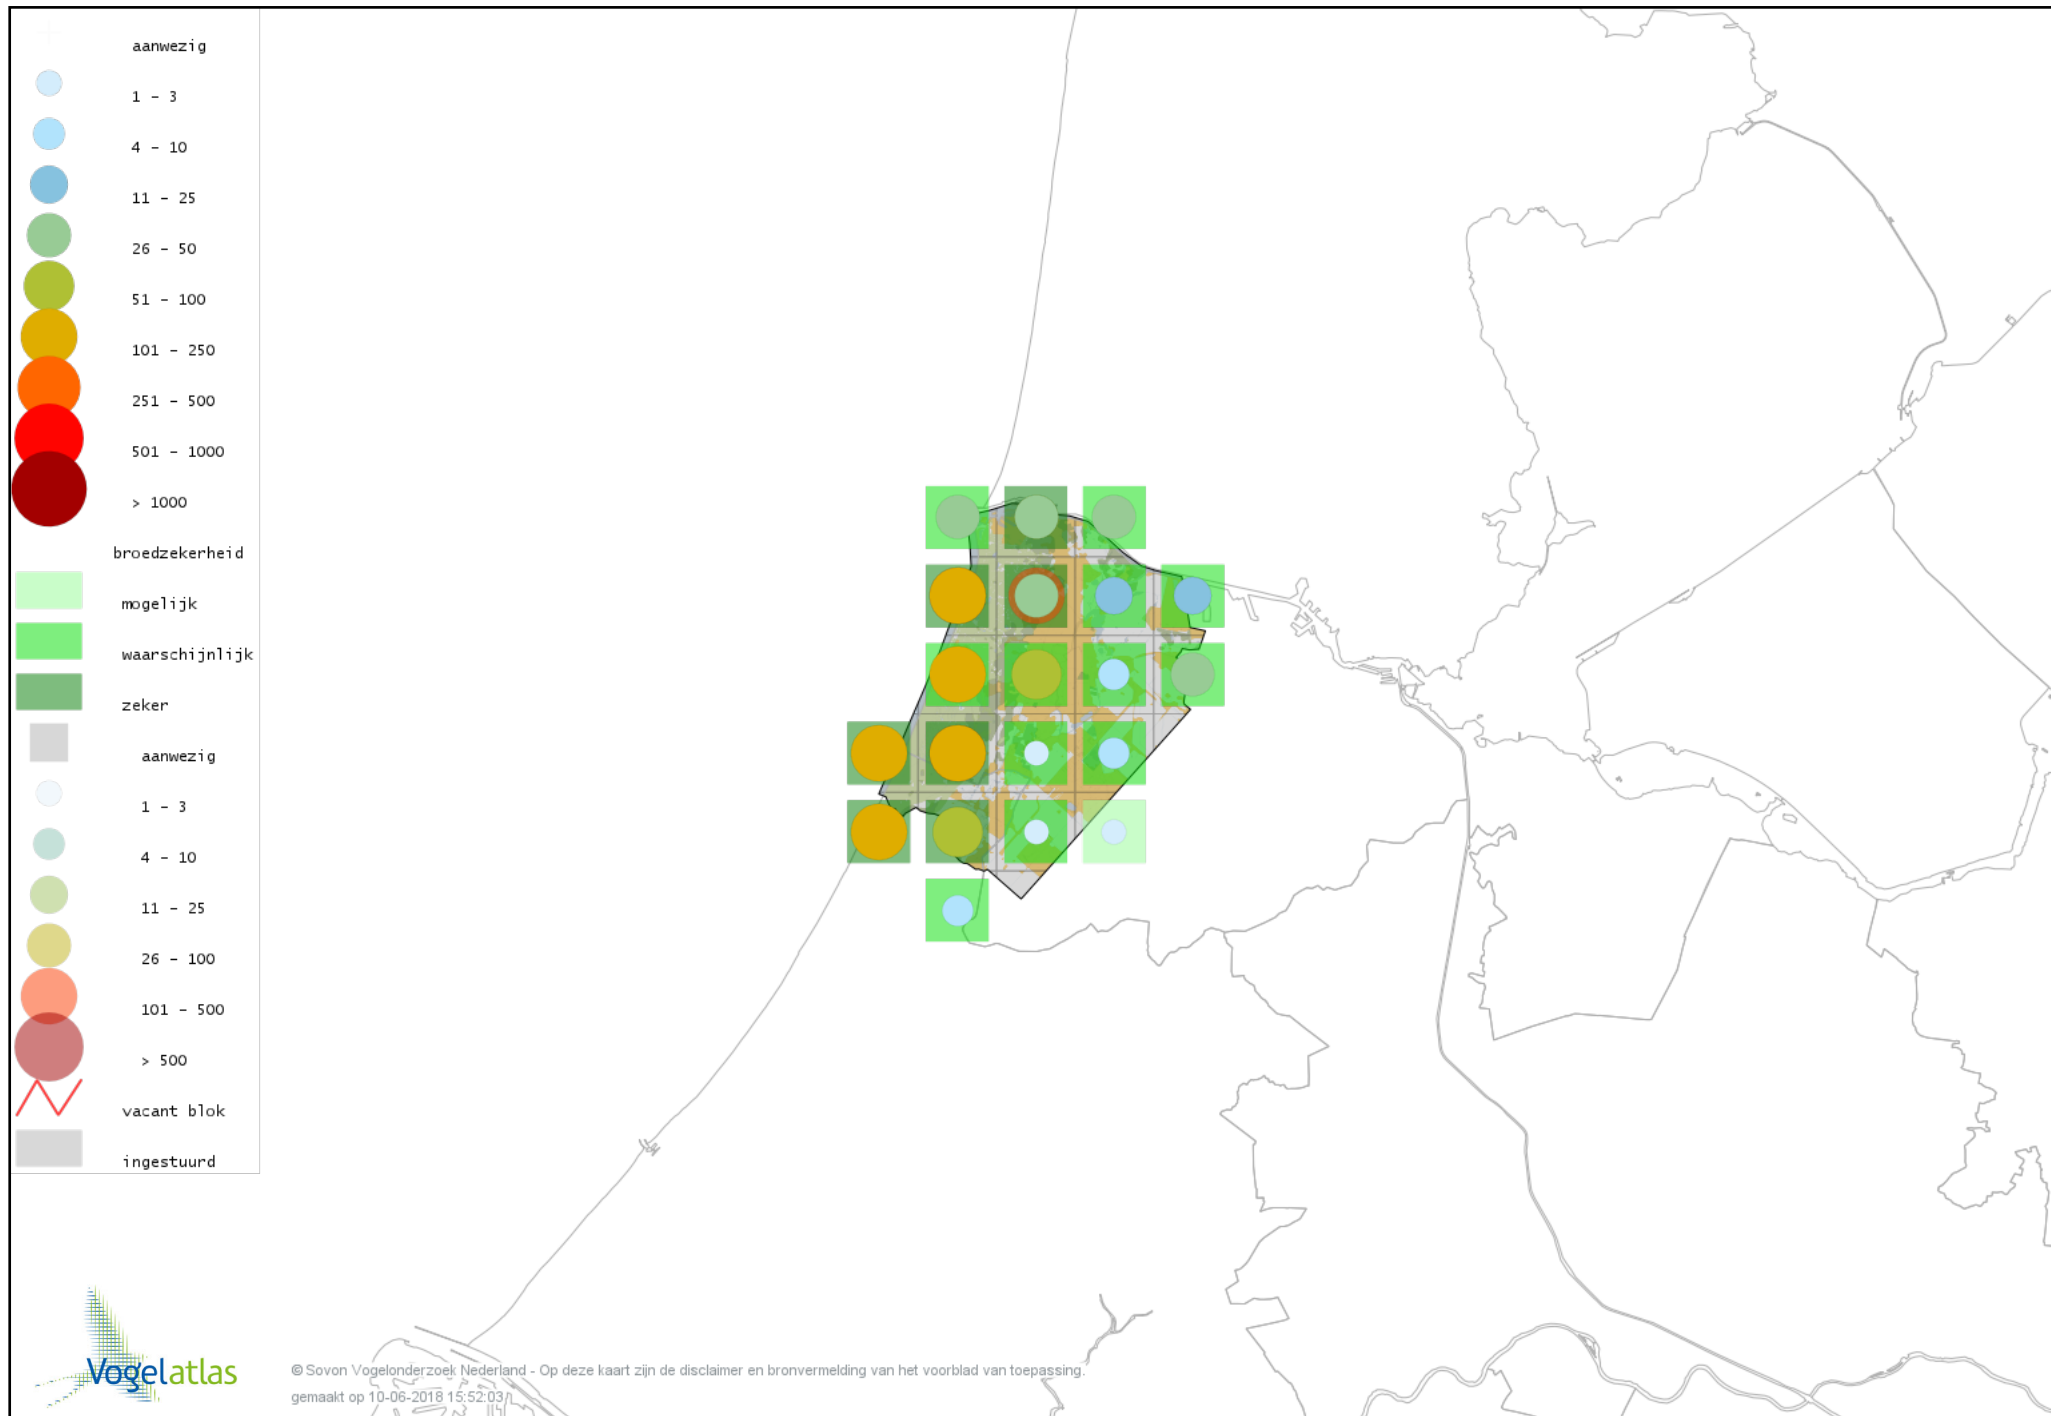 aanwezig
1 - 3
4 - 10
11 - 25
26 - 50
51 - 100
101 - 250
251 - 500
501 - 1000
> 1000
broedzekerheid
mogelijk
waarschijnlijk
zeker
aanwezig
1 - 3
4 - 10
11 - 25
26 - 100
101 - 500
> 500
vacant blok
ingestuurd
Vogelatlas
© Sovon Vogelonderzoek Nederland - Op deze kaart zijn de disclaimer en bronvermelding van het voorblad van toepassing.
gemaakt op 10-06-2018 15:52:03